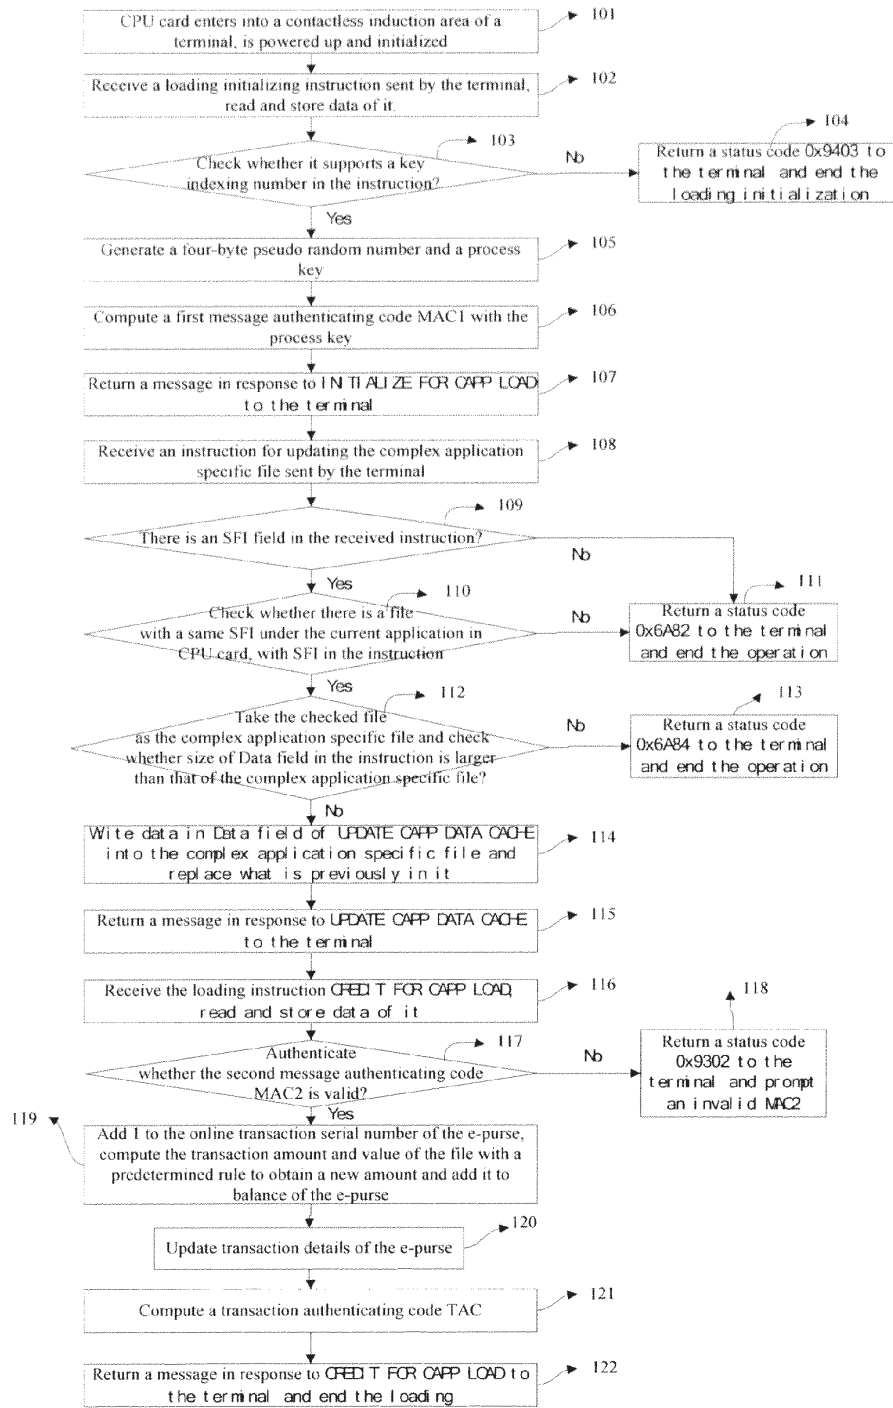 CPU card enters into a contactless induction area of a
terminal, is powered up and initialized
101
Receive a loading initializing instruction sent by the terminal,
read and store data of it.
102
103
Check whether it supports a key
indexing number in the instruction?
No
104
Return a status code 0x9403 to
the terminal and end the
loading initialization
Yes
Generate a four-byte pseudo random number and a process
key
105
Compute a first message authenticating code MAC1 with the
process key
106
Return a message in response to INITIALIZE FOR CAPP LOAD
to the terminal
107
Receive an instruction for updating the complex application
specific file sent by the terminal
108
109
There is an SFI field in the received instruction?
No
Yes
110
Check whether there is a file
with a same SFI under the current application in
CPU card, with SFI in the instruction
No
111
Return a status code
0x6A82 to the terminal
and end the operation
Yes
112
Take the checked file
as the complex application specific file and check
whether size of Data field in the instruction is larger
than that of the complex application specific file?
No
113
Return a status code
0x6A84 to the terminal
and end the operation
No
Write data in Data field of UPDATE CAPP DATA CACHE
into the complex application specific file and
replace what is previously in it
114
Return a message in response to UPDATE CAPP DATA CACHE
to the terminal
115
Receive the loading instruction CREDIT FOR CAPP LOAD,
read and store data of it
116
117
Authenticate
whether the second message authenticating code
MAC2 is valid?
No
118
Return a status code
0x9302 to the
terminal and prompt
an invalid MAC2
Yes
119
Add 1 to the online transaction serial number of the e-purse,
compute the transaction amount and value of the file with a
predetermined rule to obtain a new amount and add it to
balance of the e-purse
120
Update transaction details of the e-purse
Compute a transaction authenticating code TAC
121
Return a message in response to CREDIT FOR CAPP LOAD to
the terminal and end the loading
122